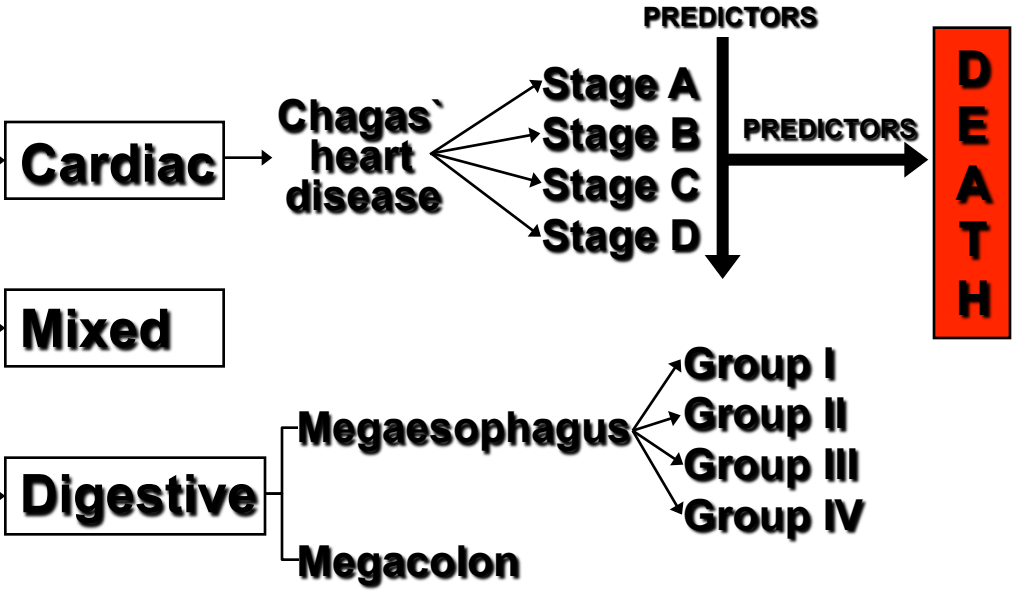 PREDICTORS
Cardiac
Chagas`
heart
disease
Stage A
Stage B
Stage C
Stage D
PREDICTORS
D
E
A
T
H
Mixed
Digestive
Megaesophagus
Group I
Group II
Group III
Group IV
Megacolon